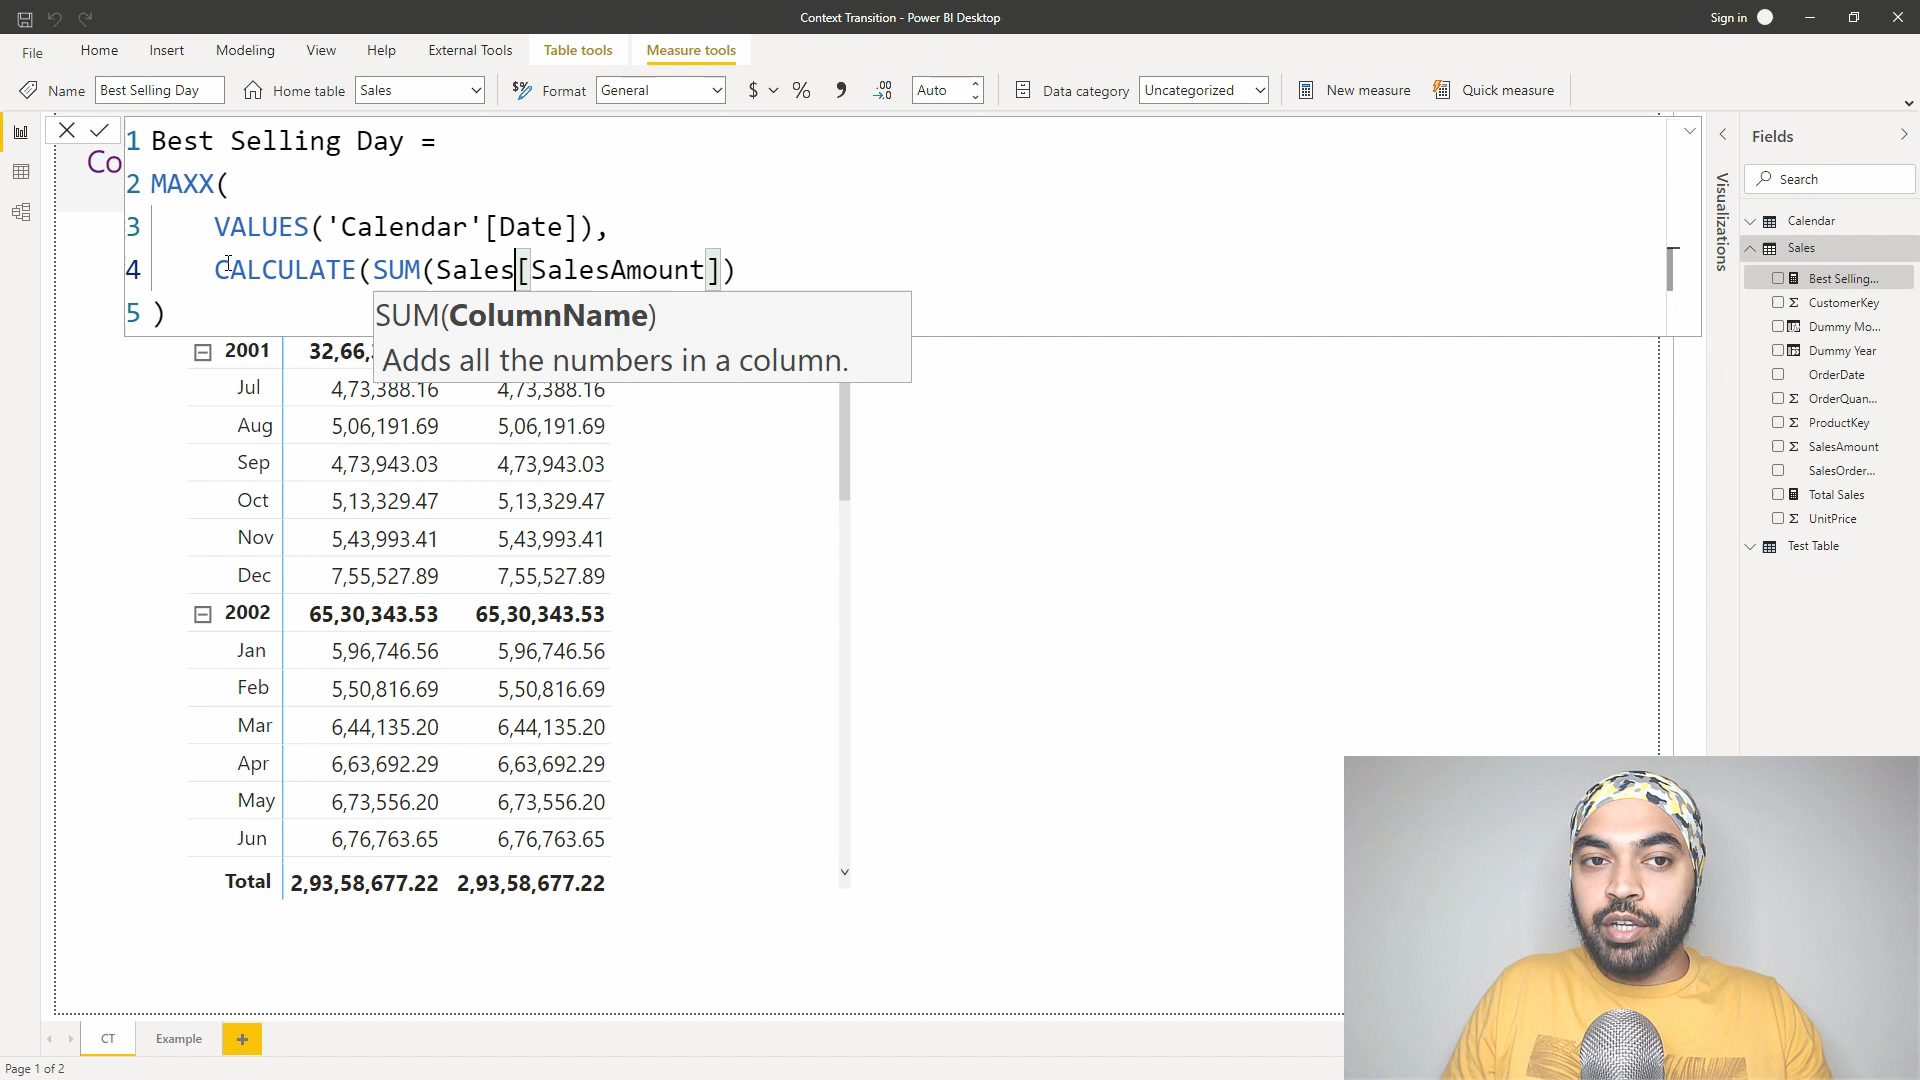 Context Transition - Power BI Desktop
Sign in
File Home Insert Modeling View Help External Tools Table tools Measure tools
Name Best Selling Day Home table Sales Format General $ % , .00 Auto Data category Uncategorized New measure Quick measure
Co
1 Best Selling Day =
2 MAXX(
3 VALUES('Calendar'[Date]),
4 CALCULATE(SUM(Sales[SalesAmount])
5 )
SUM(ColumnName)
Adds all the numbers in a column.
2001 32,66,
Jul 4,73,388.16 4,73,388.16
Aug 5,06,191.69 5,06,191.69
Sep 4,73,943.03 4,73,943.03
Oct 5,13,329.47 5,13,329.47
Nov 5,43,993.41 5,43,993.41
Dec 7,55,527.89 7,55,527.89
2002 65,30,343.53 65,30,343.53
Jan 5,96,746.56 5,96,746.56
Feb 5,50,816.69 5,50,816.69
Mar 6,44,135.20 6,44,135.20
Apr 6,63,692.29 6,63,692.29
May 6,73,556.20 6,73,556.20
Jun 6,76,763.65 6,76,763.65
Total 2,93,58,677.22 2,93,58,677.22
Visualizations
Fields
Search
Calendar
Sales
Best Selling...
Σ CustomerKey
Dummy Mo...
Dummy Year
OrderDate
Σ OrderQuan...
Σ ProductKey
Σ SalesAmount
SalesOrder...
Total Sales
Σ UnitPrice
Test Table
CT Example +
Page 1 of 2